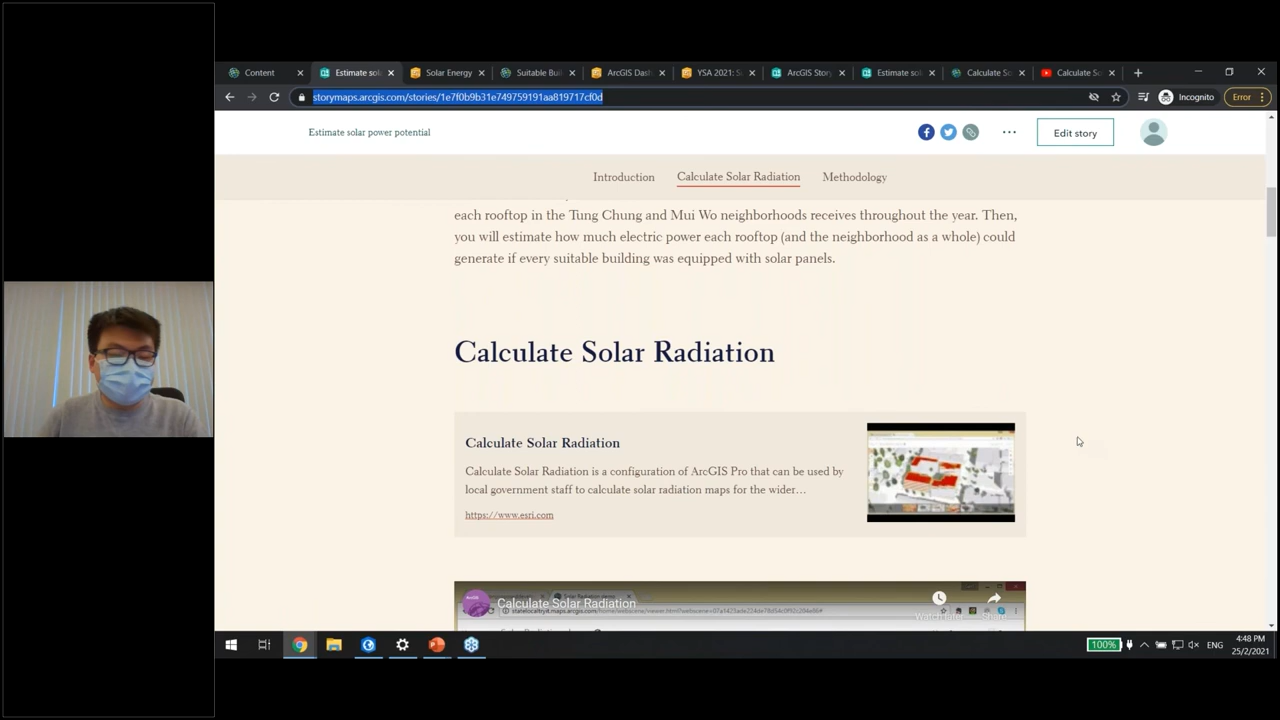 Content
Estimate sol
Solar Energy
Suitable Buil
ArcGIS Dash
YSA 2021: S
ArcGIS Story
Estimate sol
Calculate So
Calculate So
storymaps.arcgis.com/stories/1e7f0b9b31e749759191aa819717cf0d
Incognito
Error
Estimate solar power potential
Edit story
Introduction
Calculate Solar Radiation
Methodology
each rooftop in the Tung Chung and Mui Wo neighborhoods receives throughout the year. Then,
you will estimate how much electric power each rooftop (and the neighborhood as a whole) could
generate if every suitable building was equipped with solar panels.
Calculate Solar Radiation
Calculate Solar Radiation
Calculate Solar Radiation is a configuration of ArcGIS Pro that can be used by
local government staff to calculate solar radiation maps for the wider…
https://www.esri.com
Calculate Solar Radiation
100%
ENG
4:48 PM
25/2/2021